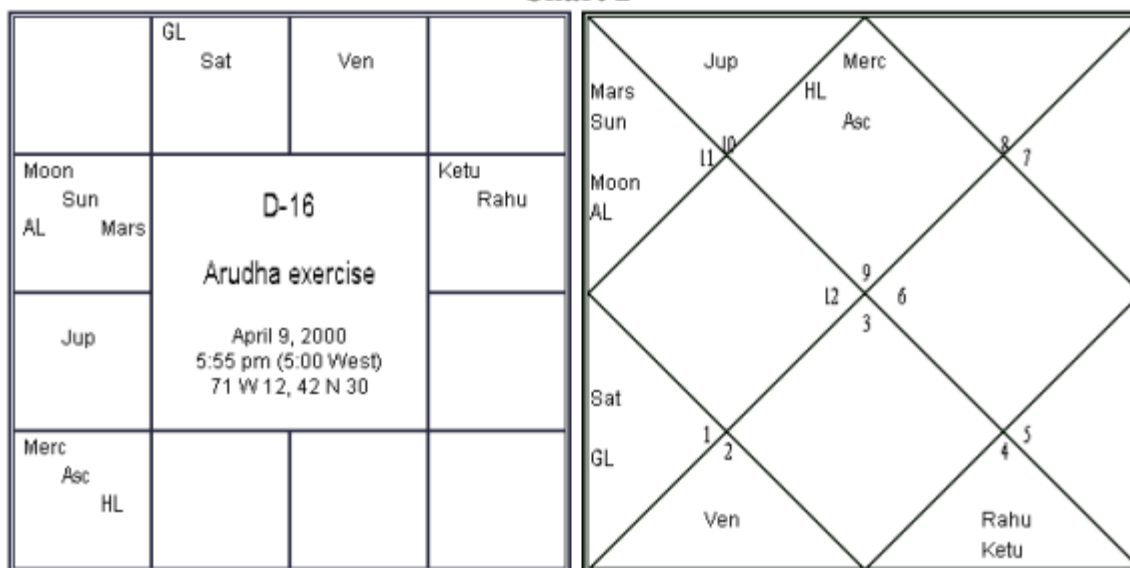 GL
Sat
Ven
Moon
Sun
AL Mars
Ketu
Rahu
D-16
Arudha exercise
Jup
April 9, 2000
5:55 pm (5:00 West)
71 W 12, 42 N 30
Merc
Asc
HL
Jup
Merc
HL
Mars
Sun
Asc
10
11
8
7
Moon
AL
9
12
6
3
Sat
1
2
5
4
GL
Ven
Rahu
Ketu